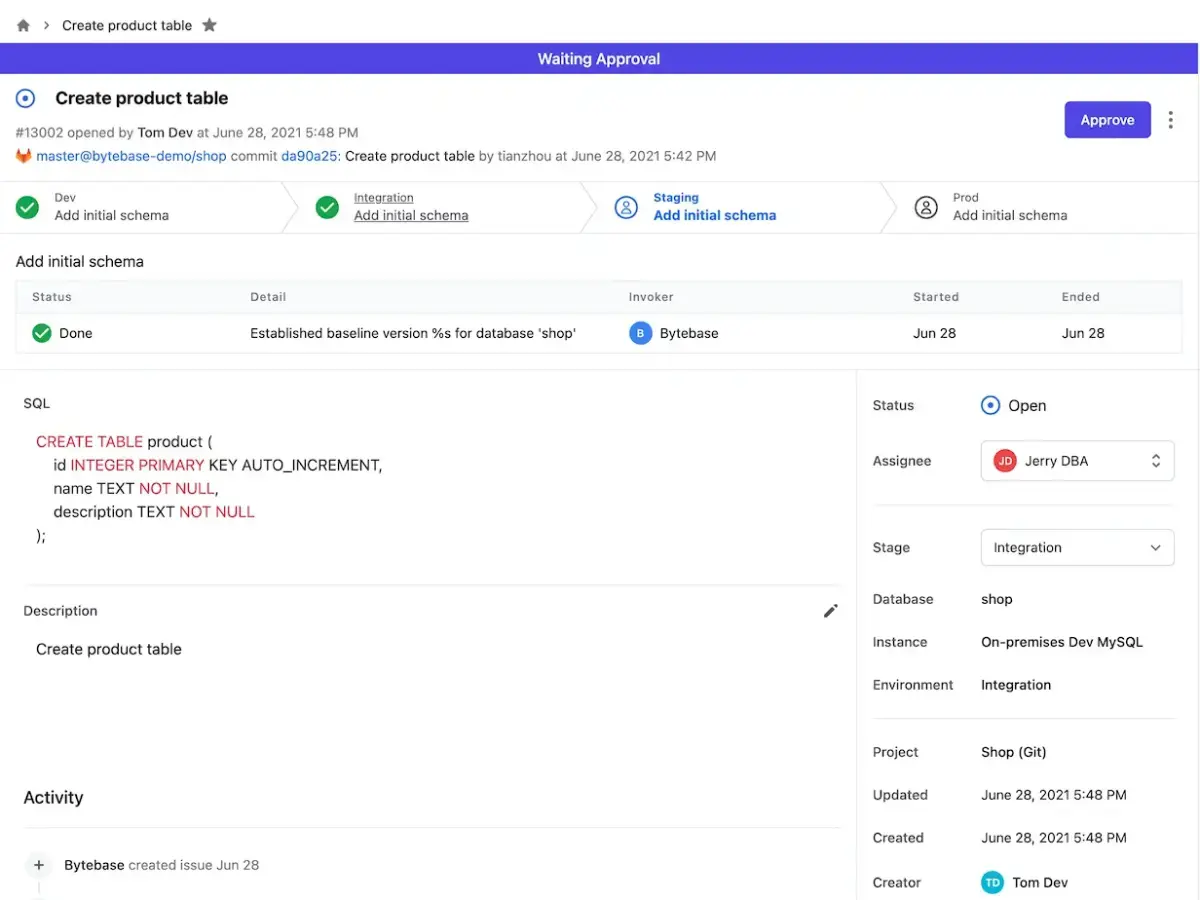 Create product table
Waiting Approval
Create product table
#13002 opened by Tom Dev at June 28, 2021 5:48 PM
master@bytebase-demo/shop commit da90a25: Create product table by tianzhou at June 28, 2021 5:42 PM
Approve
Dev
Add initial schema
Integration
Add initial schema
Staging
Add initial schema
Prod
Add initial schema
Add initial schema
Status Detail Invoker Started Ended
Done Established baseline version %s for database 'shop' B Bytebase Jun 28 Jun 28
SQL
CREATE TABLE product (
id INTEGER PRIMARY KEY AUTO_INCREMENT,
name TEXT NOT NULL,
description TEXT NOT NULL
);
Description
Create product table
Activity
Bytebase created issue Jun 28
Status Open
Assignee JD Jerry DBA
Stage Integration
Database shop
Instance On-premises Dev MySQL
Environment Integration
Project Shop (Git)
Updated June 28, 2021 5:48 PM
Created June 28, 2021 5:48 PM
Creator TD Tom Dev